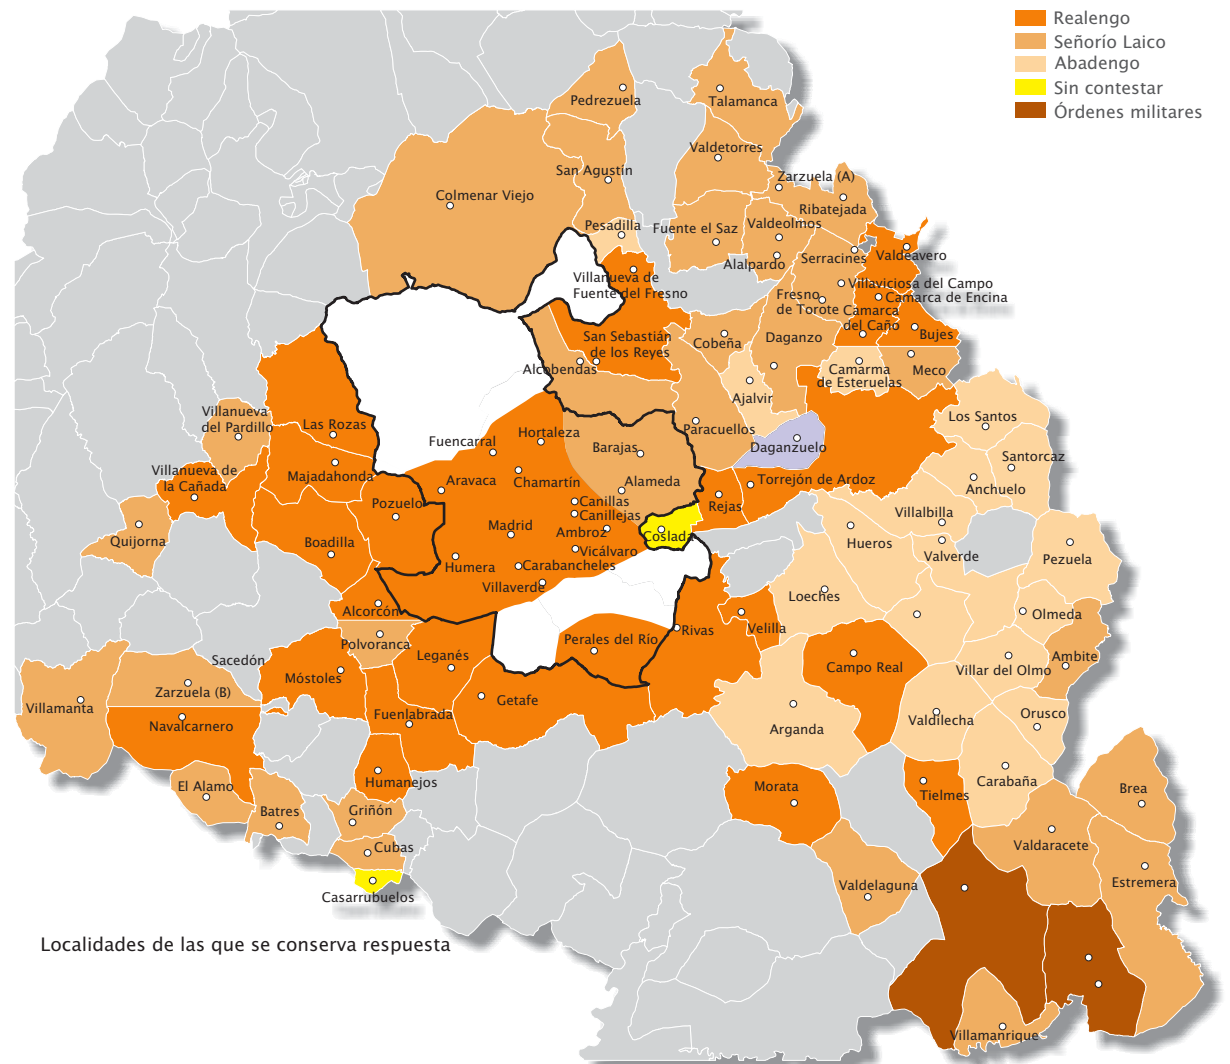 Realengo
Señorío Laico
Abadengo
Sin contestar
Órdenes militares
Pedrezuela
Talamanca
Valdetorres
San Agustín
Zarzuela (A)
Colmenar Viejo
Ribatejada
Pesadilla
Fuente el Saz
Valdeolmos
Alalpardo
Serracines
Valdeavero
Villanueva de
Fuente del Fresno
Villaviciosa del Campo
Fresno
de Torote
Camarca de Encina
Camarca
del Caño
San Sebastián
de los Reyes
Cobeña
Daganzo
Bujes
Alcobendas
Camarma
de Esteruelas
Meco
Ajalvir
Villanueva
del Pardillo
Las Rozas
Los Santos
Fuencarral
Hortaleza
Barajas
Paracuellos
Daganzuelo
Santorcaz
Villanueva de
la Cañada
Majadahonda
Aravaca
Chamartín
Alameda
Torrejón de Ardoz
Anchuelo
Pozuelo
Canillas
Canillejas
Rejas
Villalbilla
Madrid
Ambroz
Coslada
Quijorna
Boadilla
Hueros
Valverde
Pezuela
Humera
Vicálvaro
Carabancheles
Villaverde
Loeches
Alcorcón
Olmeda
Polvoranca
Perales del Río
Rivas
Velilla
Leganés
Sacedón
Campo Real
Villar del Olmo
Ambite
Móstoles
Zarzuela (B)
Villamanta
Getafe
Navalcarnero
Fuenlabrada
Arganda
Valdilecha
Orusco
Humanejos
Morata
Tielmes
Carabaña
Brea
El Alamo
Batres
Griñón
Cubas
Valdaracete
Valdelaguna
Estremera
Casarrubuelos
Localidades de las que se conserva respuesta
Villamanrique